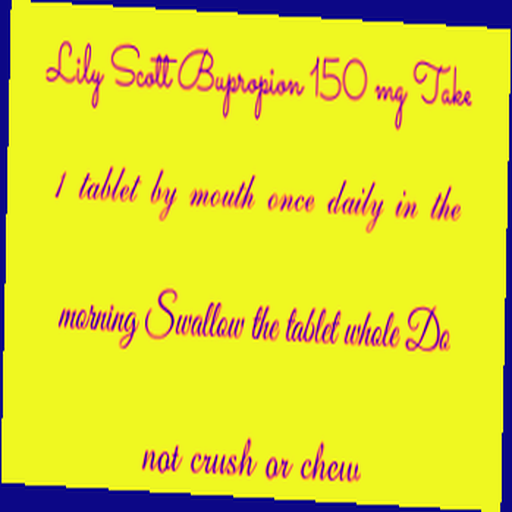 Lily Scott Bupropion 150 mg Take
1 tablet by mouth once daily in the
morning Swallow the tablet whole Do
not crush or chew